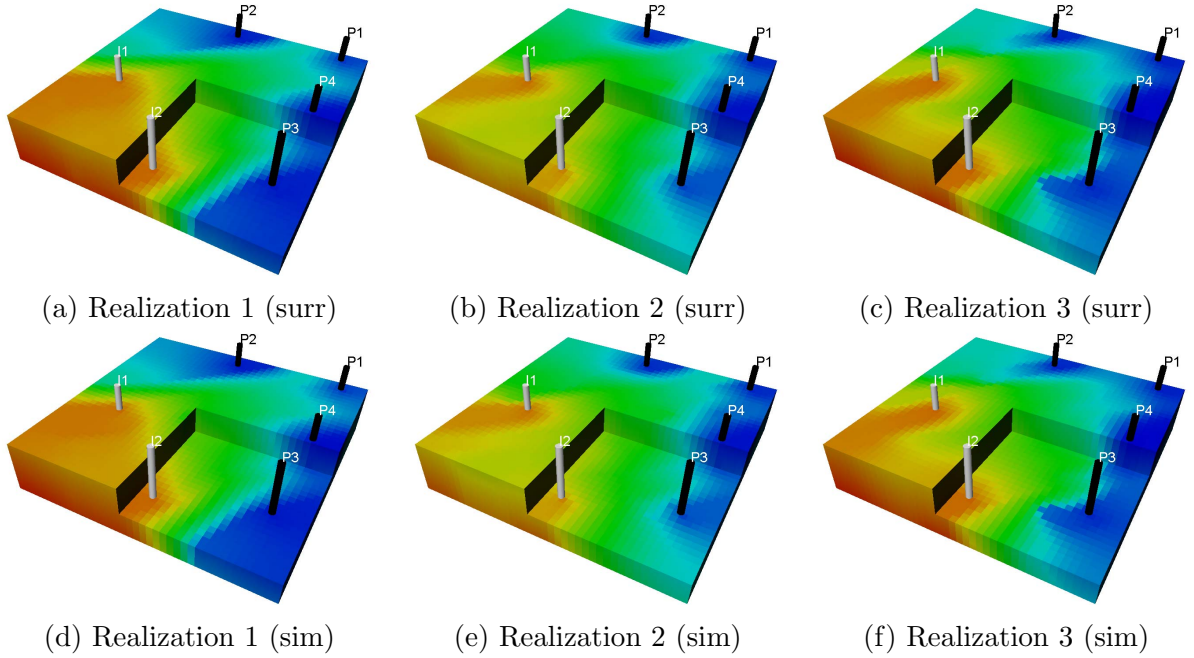 P2
P1
I1
P4
I2
P3
P2
P1
I1
P4
I2
P3
P2
P1
I1
P4
I2
P3
(a) Realization 1 (surr)
(b) Realization 2 (surr)
(c) Realization 3 (surr)
P2
P1
I1
P4
I2
P3
P2
P1
I1
P4
I2
P3
P2
P1
I1
P4
I2
P3
(d) Realization 1 (sim)
(e) Realization 2 (sim)
(f) Realization 3 (sim)